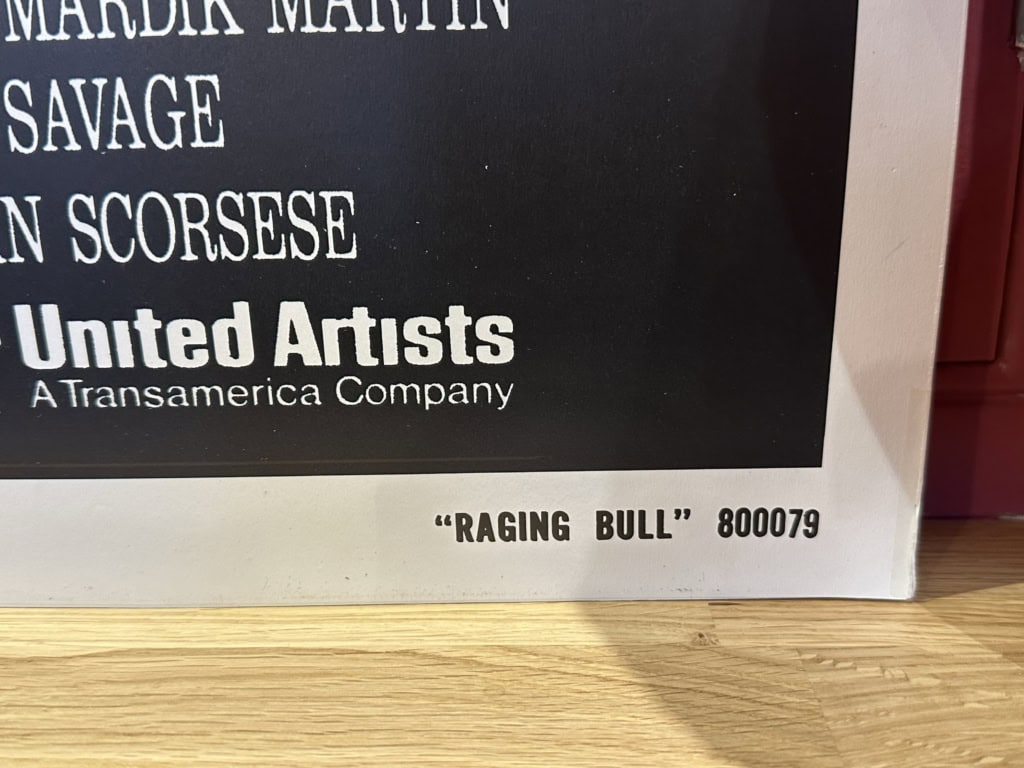 MARDIK MARTIN
SAVAGE
N SCORSESE
United Artists
A Transamerica Company
"RAGING BULL" 800079